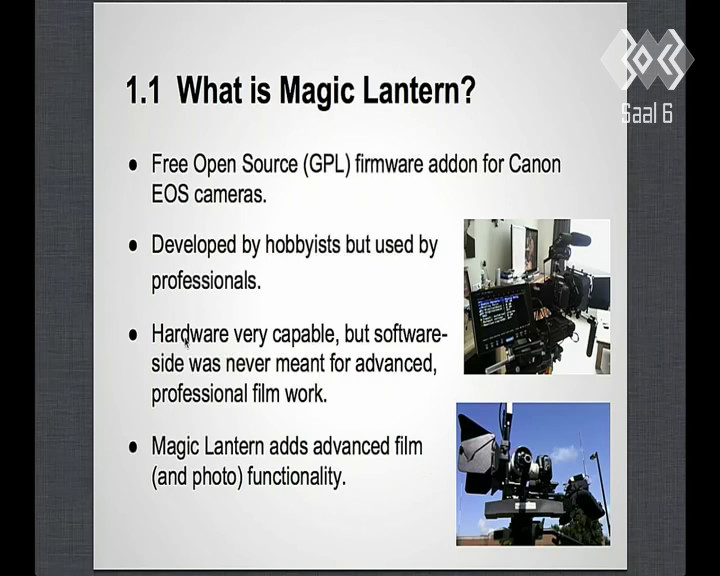 1.1 What is Magic Lantern?
Saal 6
● Free Open Source (GPL) firmware addon for Canon
EOS cameras.
● Developed by hobbyists but used by
professionals.
● Hardware very capable, but software-
side was never meant for advanced,
professional film work.
● Magic Lantern adds advanced film
(and photo) functionality.